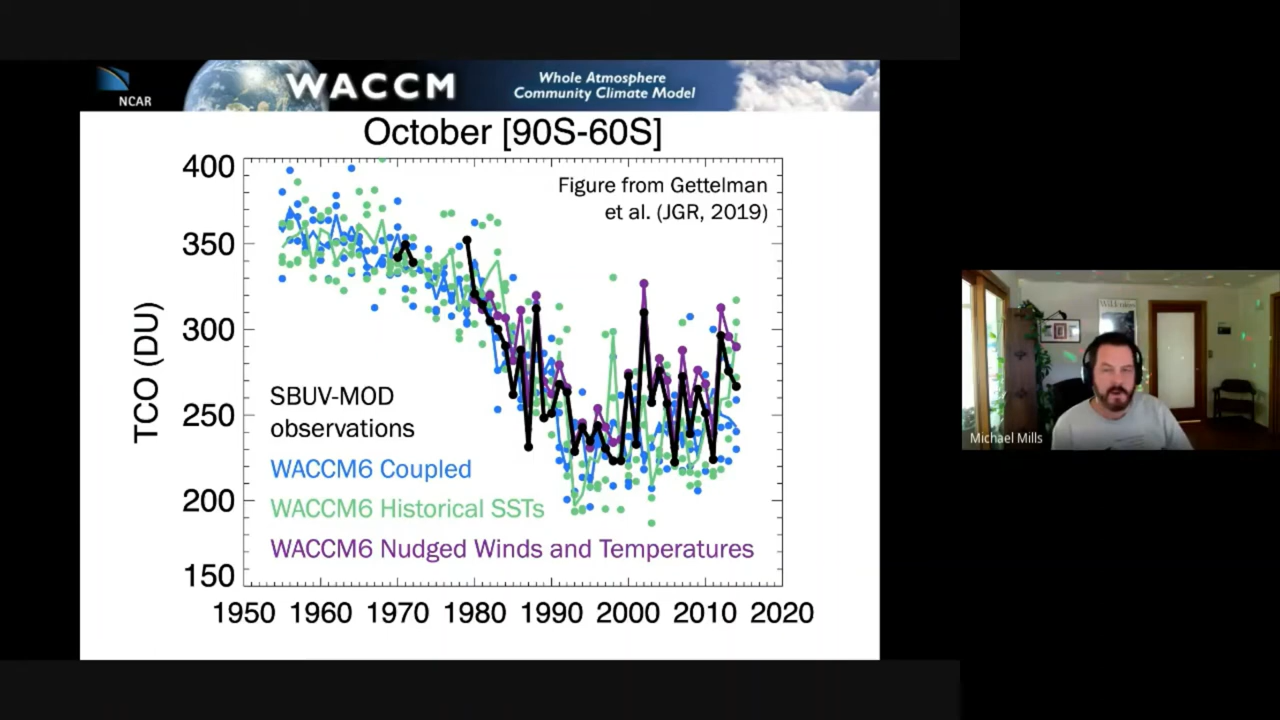 NCAR
WACCM
Whole Atmosphere
Community Climate Model
October [90S-60S]
Figure from Gettelman
et al. (JGR, 2019)
TCO (DU)
400
350
300
250
200
150
SBUV-MOD
observations
WACCM6 Coupled
WACCM6 Historical SSTs
WACCM6 Nudged Winds and Temperatures
1950 1960 1970 1980 1990 2000 2010 2020
Michael Mills